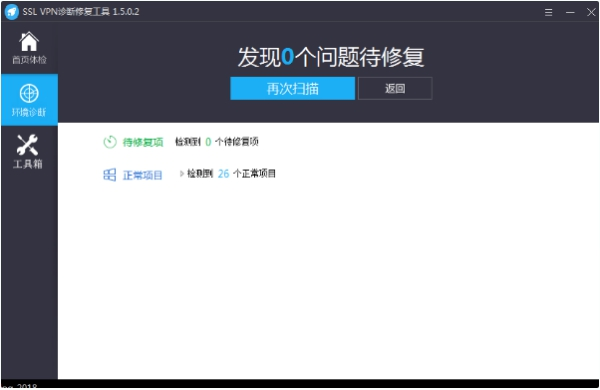 SSL VPN诊断修复工具 1.5.0.2
首页体检
环境诊断
工具箱
发现0个问题待修复
再次扫描 返回
待修复项 检测到 0 个待修复项
正常项目 > 检测到 26 个正常项目
2018